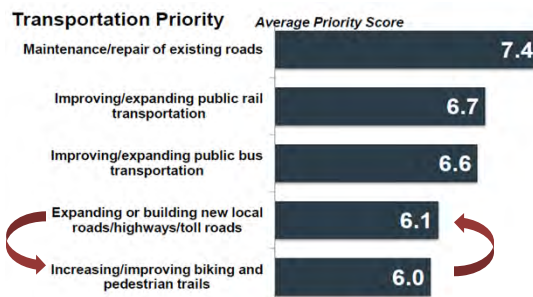 Transportation Priority
Average Priority Score
Maintenance/repair of existing roads
7.4
Improving/expanding public rail
transportation
6.7
Improving/expanding public bus
transportation
6.6
Expanding or building new local
roads/highways/toll roads
6.1
Increasing/improving biking and
pedestrian trails
6.0